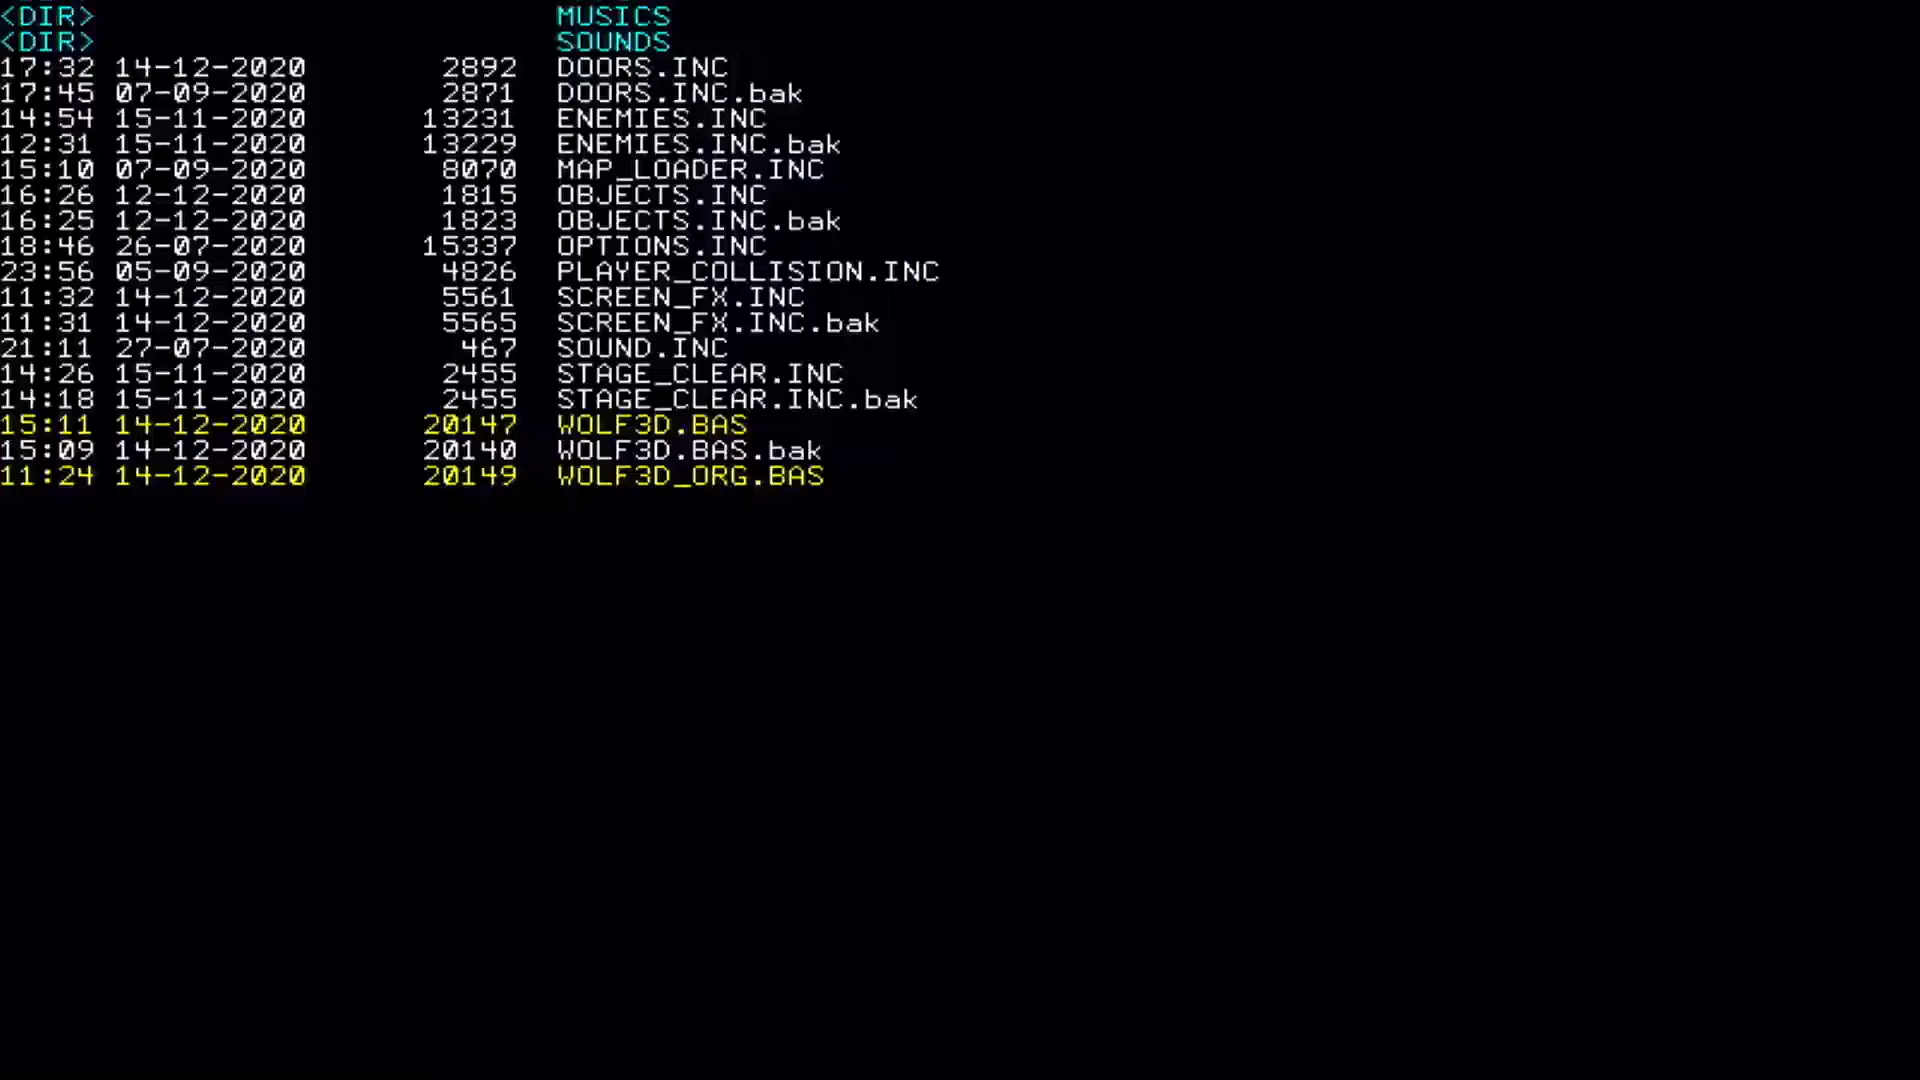 <DIR> MUSICS
<DIR> SOUNDS
17:32 14-12-2020 2892 DOORS.INC
17:45 07-09-2020 2871 DOORS.INC.bak
14:54 15-11-2020 13231 ENEMIES.INC
12:31 15-11-2020 13229 ENEMIES.INC.bak
15:10 07-09-2020 8070 MAP_LOADER.INC
16:26 12-12-2020 1815 OBJECTS.INC
16:25 12-12-2020 1823 OBJECTS.INC.bak
18:46 26-07-2020 15337 OPTIONS.INC
23:56 05-09-2020 4826 PLAYER_COLLISION.INC
11:32 14-12-2020 5561 SCREEN_FX.INC
11:31 14-12-2020 5565 SCREEN_FX.INC.bak
21:11 27-07-2020 467 SOUND.INC
14:26 15-11-2020 2455 STAGE_CLEAR.INC
14:18 15-11-2020 2455 STAGE_CLEAR.INC.bak
15:11 14-12-2020 20147 WOLF3D.BAS
15:09 14-12-2020 20140 WOLF3D.BAS.bak
11:24 14-12-2020 20149 WOLF3D_ORG.BAS